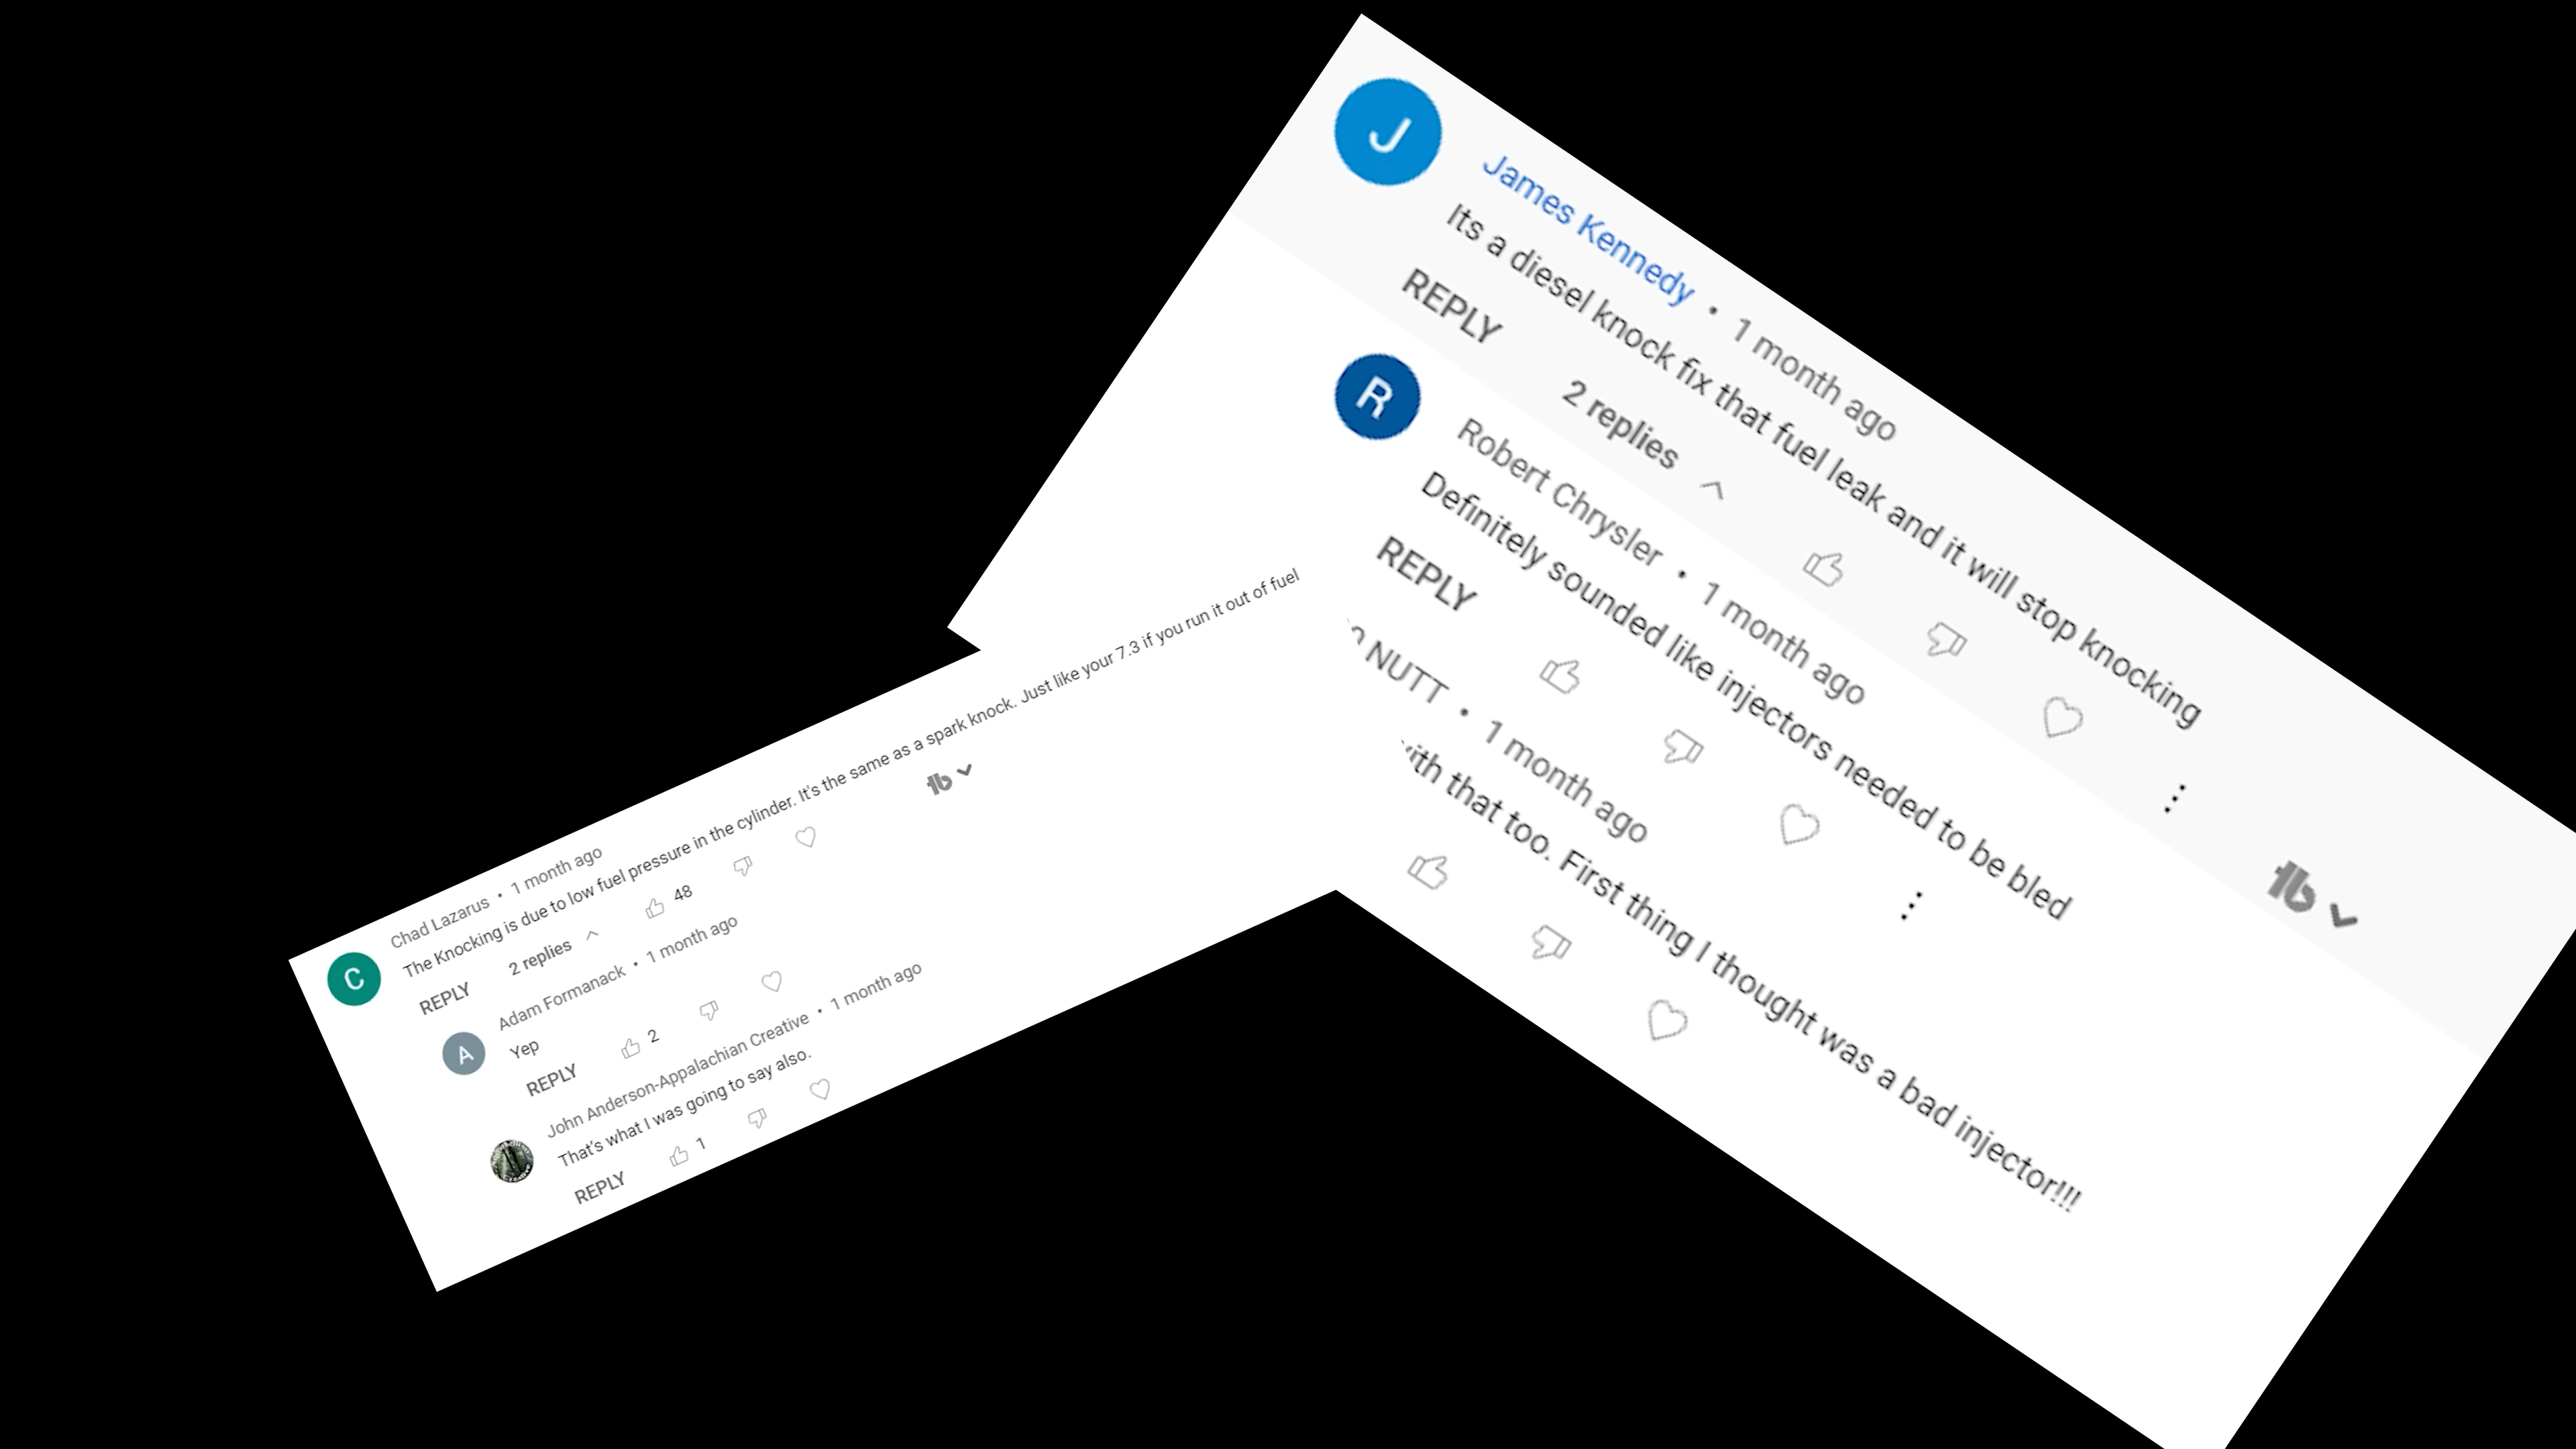 J
James Kennedy • 1 month ago
Its a diesel knock fix that fuel leak and it will stop knocking
REPLY
2 replies
R
Robert Chrysler • 1 month ago
Definitely sounded like injectors needed to be bled
REPLY
NUTT • 1 month ago
that too. First thing I thought was a bad injector!!!
C
Chad Lazarus • 1 month ago
The Knocking is due to low fuel pressure in the cylinder. It's the same as a spark knock. Just like your 7.3 if you run it out of fuel
REPLY
2 replies
48
tb
A
Adam Formanack • 1 month ago
Yep
REPLY
2
John Anderson-Appalachian Creative • 1 month ago
That's what I was going to say also.
REPLY
1